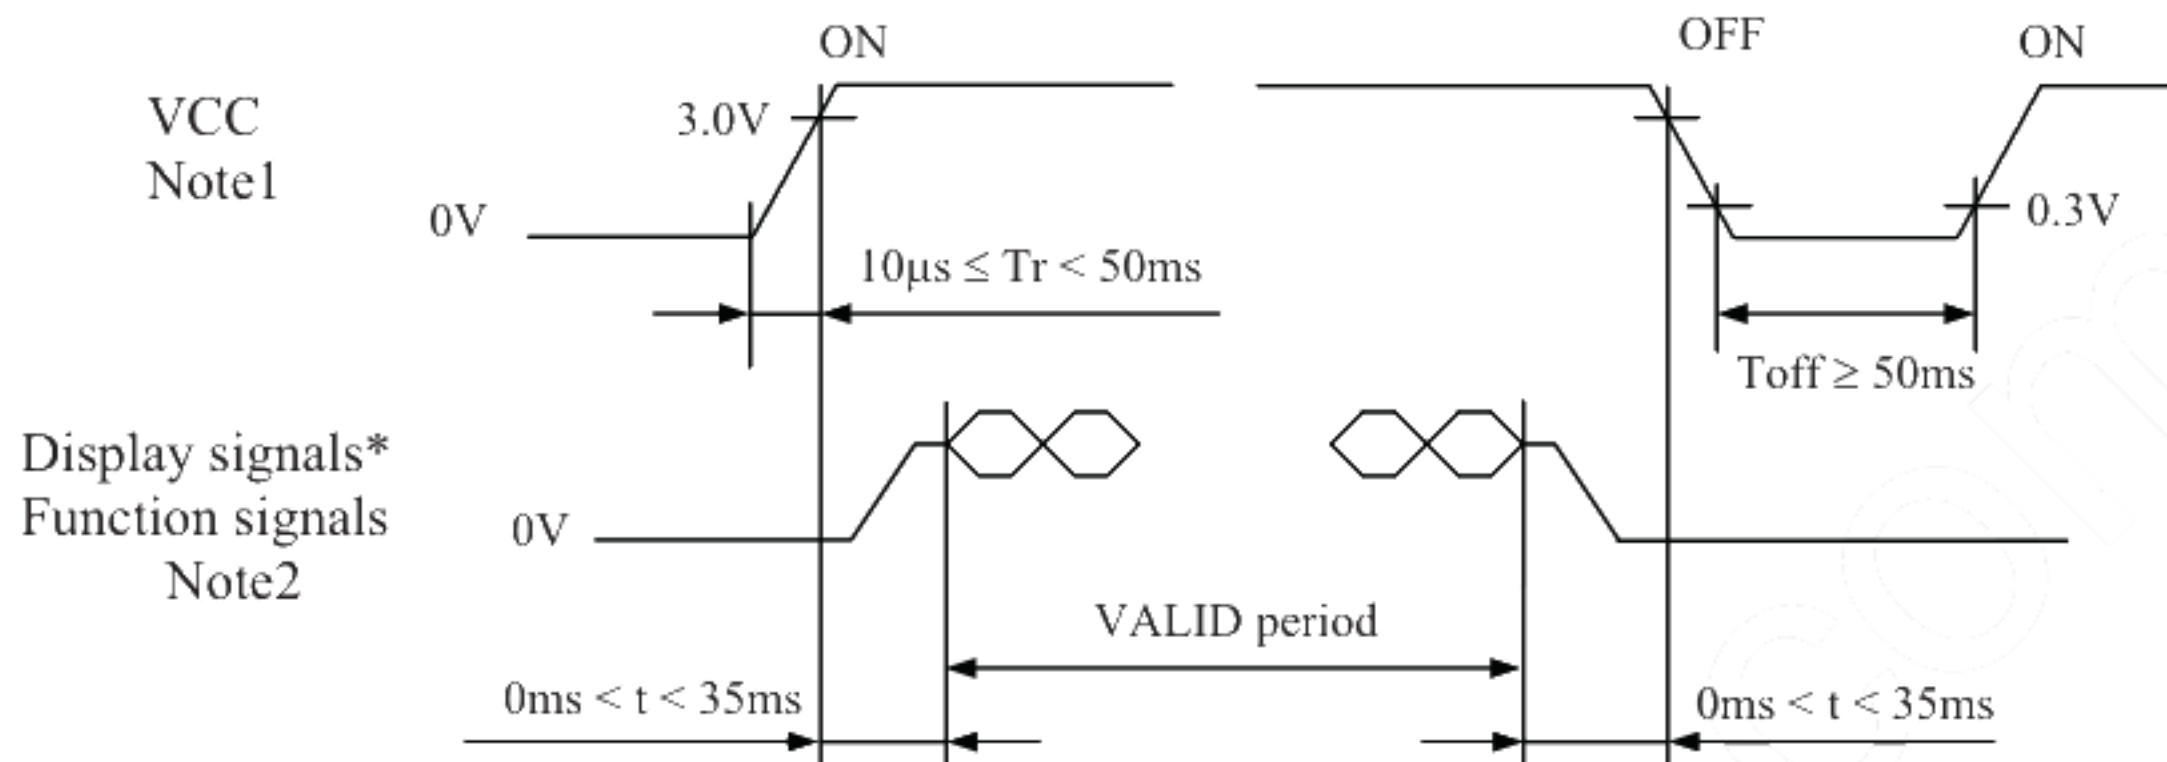 ON
OFF
ON
VCC
Note1
3.0V
0V
0.3V
10μs ≤ Tr < 50ms
Toff ≥ 50ms
Display signals*
Function signals
Note2
0V
VALID period
0ms < t < 35ms
0ms < t < 35ms